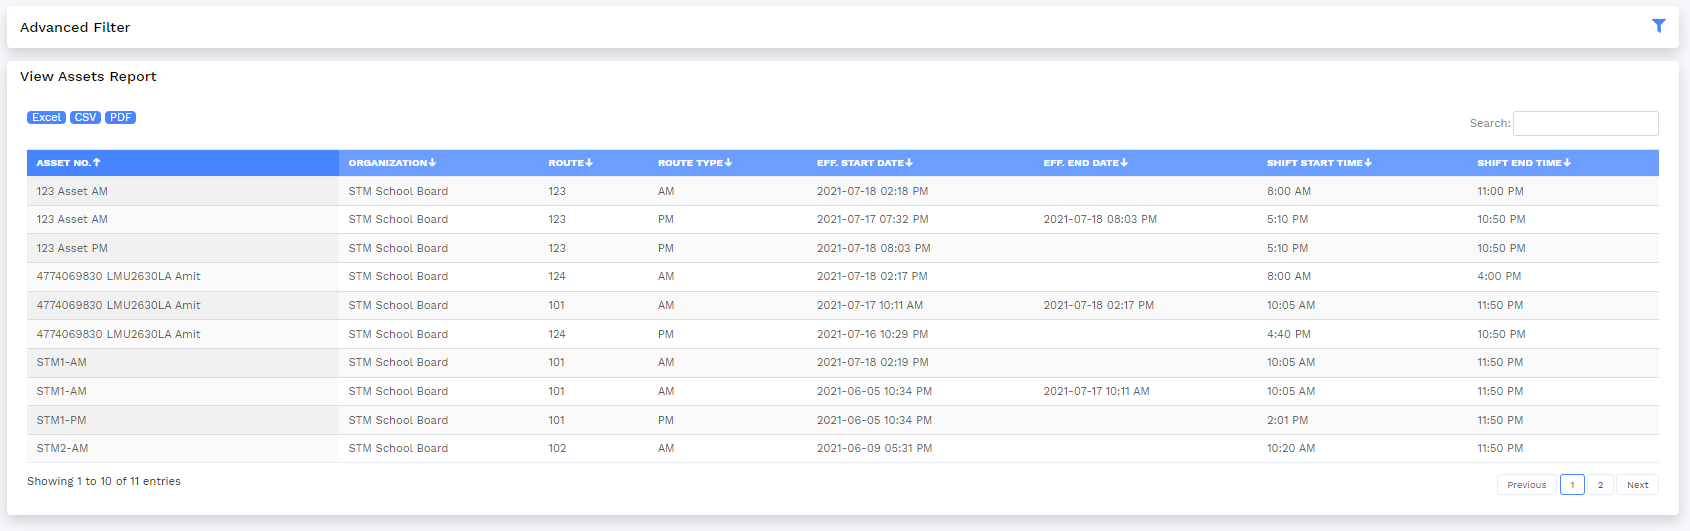 Advanced Filter
View Assets Report
Excel CSV PDF
Search:
ASSET NO. ORGANIZATION ROUTE ROUTE TYPE EFF. START DATE EFF. END DATE SHIFT START TIME SHIFT END TIME
123 Asset AM STM School Board 123 AM 2021-07-18 02:18 PM 8:00 AM 11:00 PM
123 Asset AM STM School Board 123 PM 2021-07-17 07:32 PM 2021-07-18 08:03 PM 5:10 PM 10:50 PM
123 Asset PM STM School Board 123 PM 2021-07-18 08:03 PM 5:10 PM 10:50 PM
4774069830 LMU2630LA Amit STM School Board 124 AM 2021-07-18 02:17 PM 8:00 AM 4:00 PM
4774069830 LMU2630LA Amit STM School Board 101 AM 2021-07-17 10:11 AM 2021-07-18 02:17 PM 10:05 AM 11:50 PM
4774069830 LMU2630LA Amit STM School Board 124 PM 2021-07-16 10:29 PM 4:40 PM 10:50 PM
STM1-AM STM School Board 101 AM 2021-07-18 02:19 PM 10:05 AM 11:50 PM
STM1-AM STM School Board 101 AM 2021-06-05 10:34 PM 2021-07-17 10:11 AM 10:05 AM 11:50 PM
STM1-PM STM School Board 101 PM 2021-06-05 10:34 PM 2:01 PM 11:50 PM
STM2-AM STM School Board 102 AM 2021-06-09 05:31 PM 10:20 AM 11:50 PM
Showing 1 to 10 of 11 entries
Previous 1 2 Next